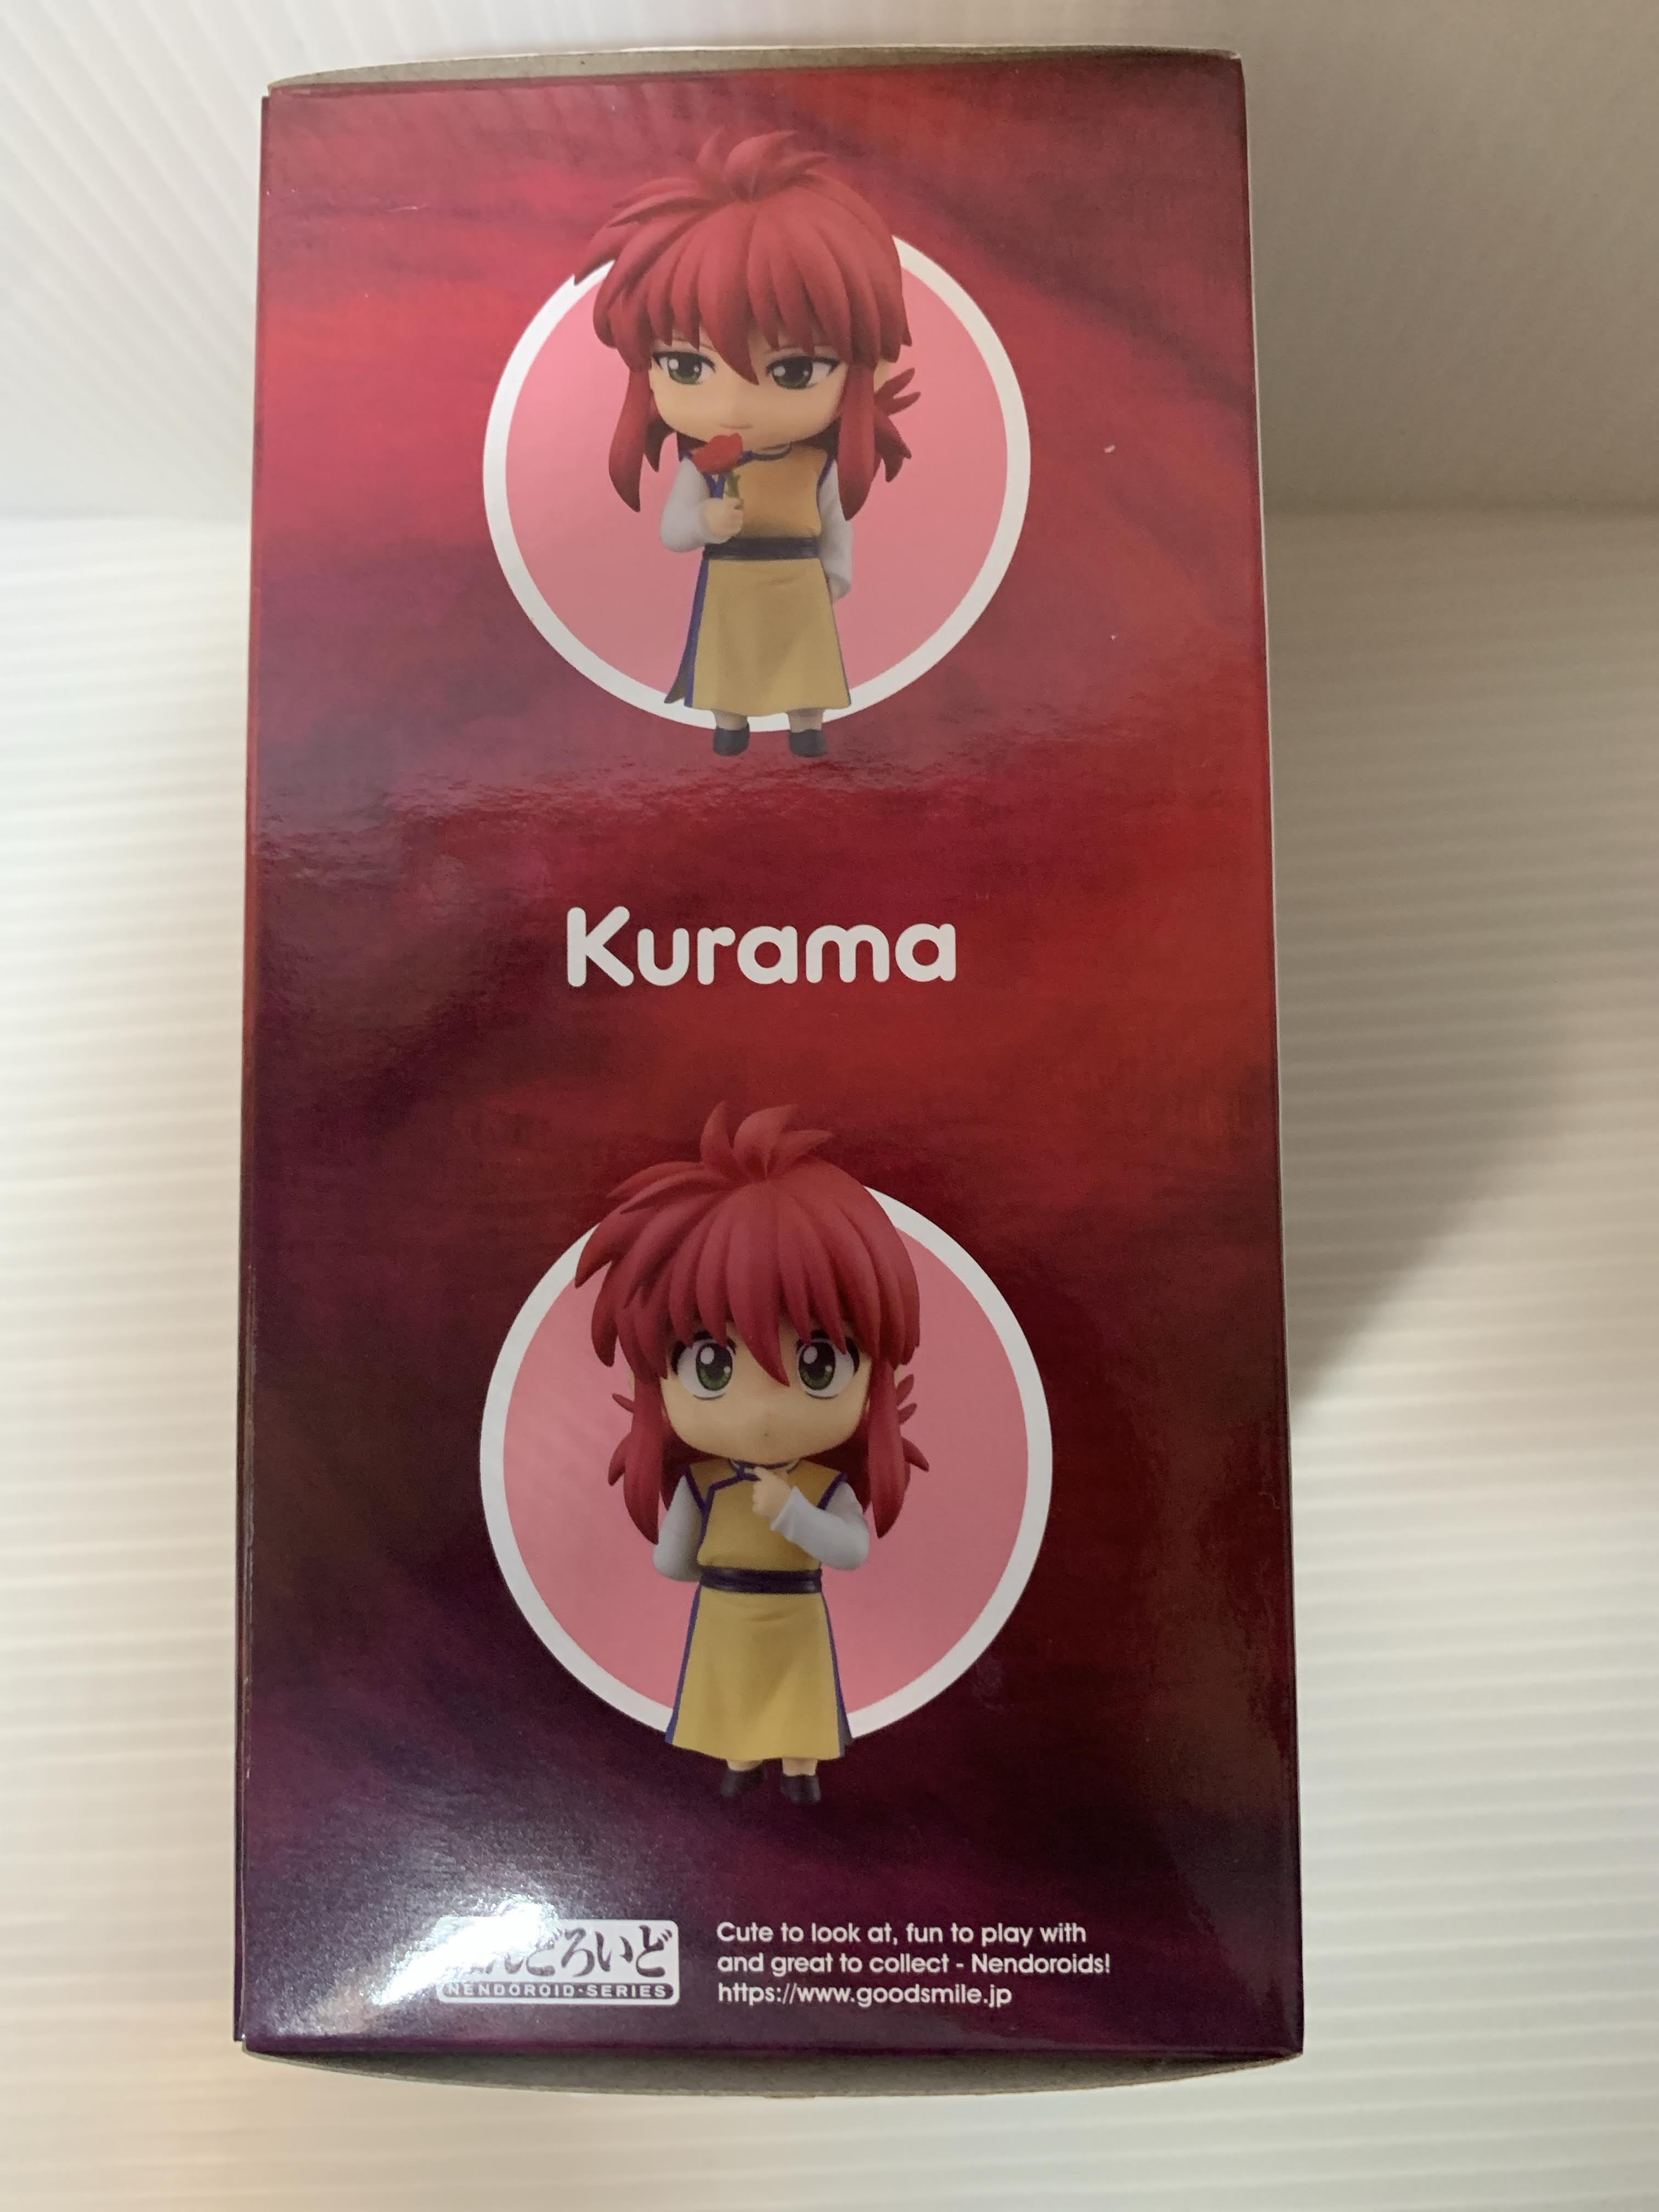 Kurama
んどろいど
NENDOROID·SERIES
Cute to look at, fun to play with
and great to collect - Nendoroids!
https://www.goodsmile.jp